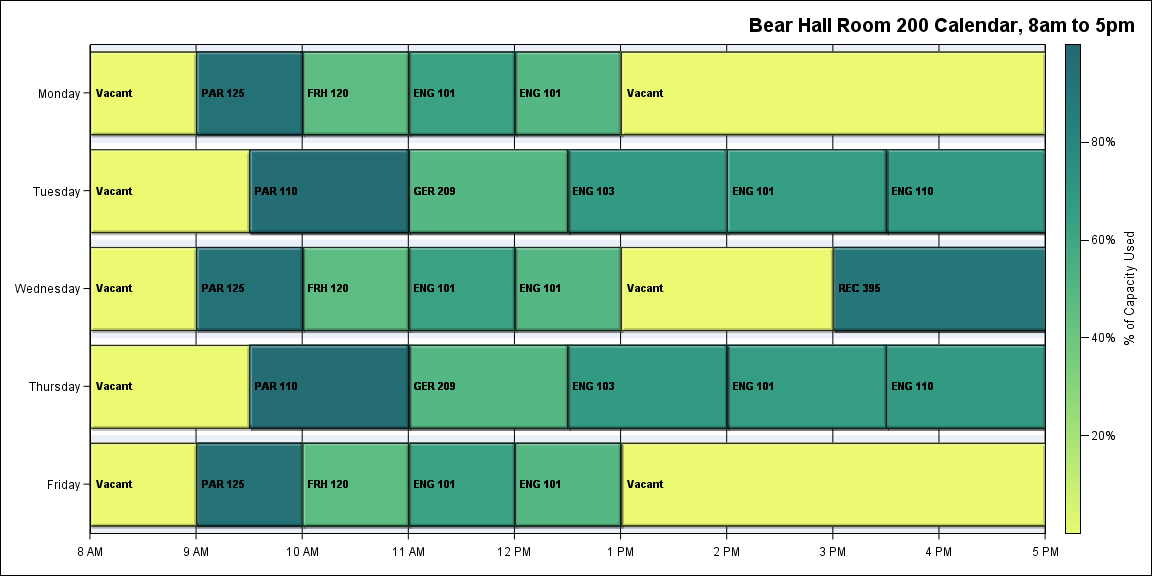 Bear Hall Room 200 Calendar, 8am to 5pm
Monday
Vacant
PAR 125
FRH 120
ENG 101
ENG 101
Vacant
Tuesday
Vacant
PAR 110
GER 209
ENG 103
ENG 101
ENG 110
Wednesday
Vacant
PAR 125
FRH 120
ENG 101
ENG 101
Vacant
REC 395
Thursday
Vacant
PAR 110
GER 209
ENG 103
ENG 101
ENG 110
Friday
Vacant
PAR 125
FRH 120
ENG 101
ENG 101
Vacant
8 AM
9 AM
10 AM
11 AM
12 PM
1 PM
2 PM
3 PM
4 PM
5 PM
80%
60%
40%
20%
% of Capacity Used